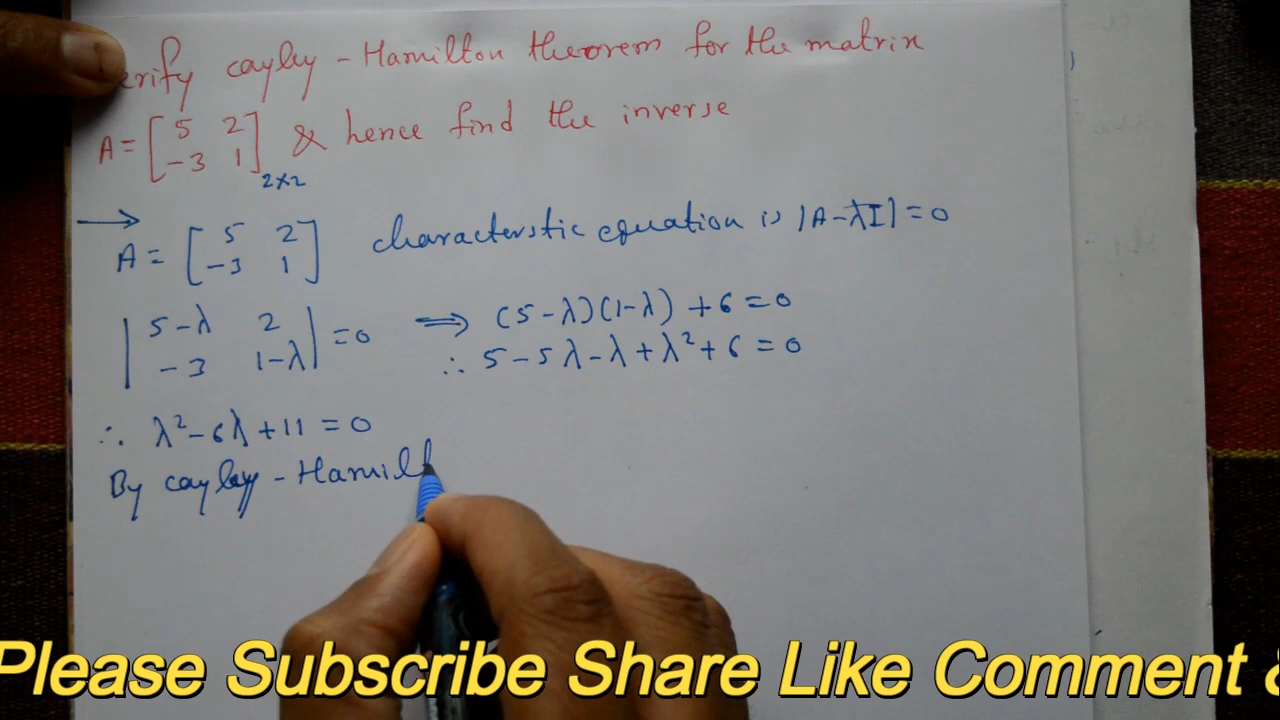 erify cayley - Hamilton theorem for the matrix
A = [ 5 2
-3 1 ] 2×2 & hence find the inverse
→
A = [ 5 2
-3 1 ] characterstic equation is |A-λI| = 0
| 5-λ 2
-3 1-λ | = 0 ⇒ (5-λ)(1-λ) + 6 = 0
∴ 5 - 5λ - λ + λ² + 6 = 0
∴ λ² - 6λ + 11 = 0
By cayley - Hamilt
Please Subscribe Share Like Comment &